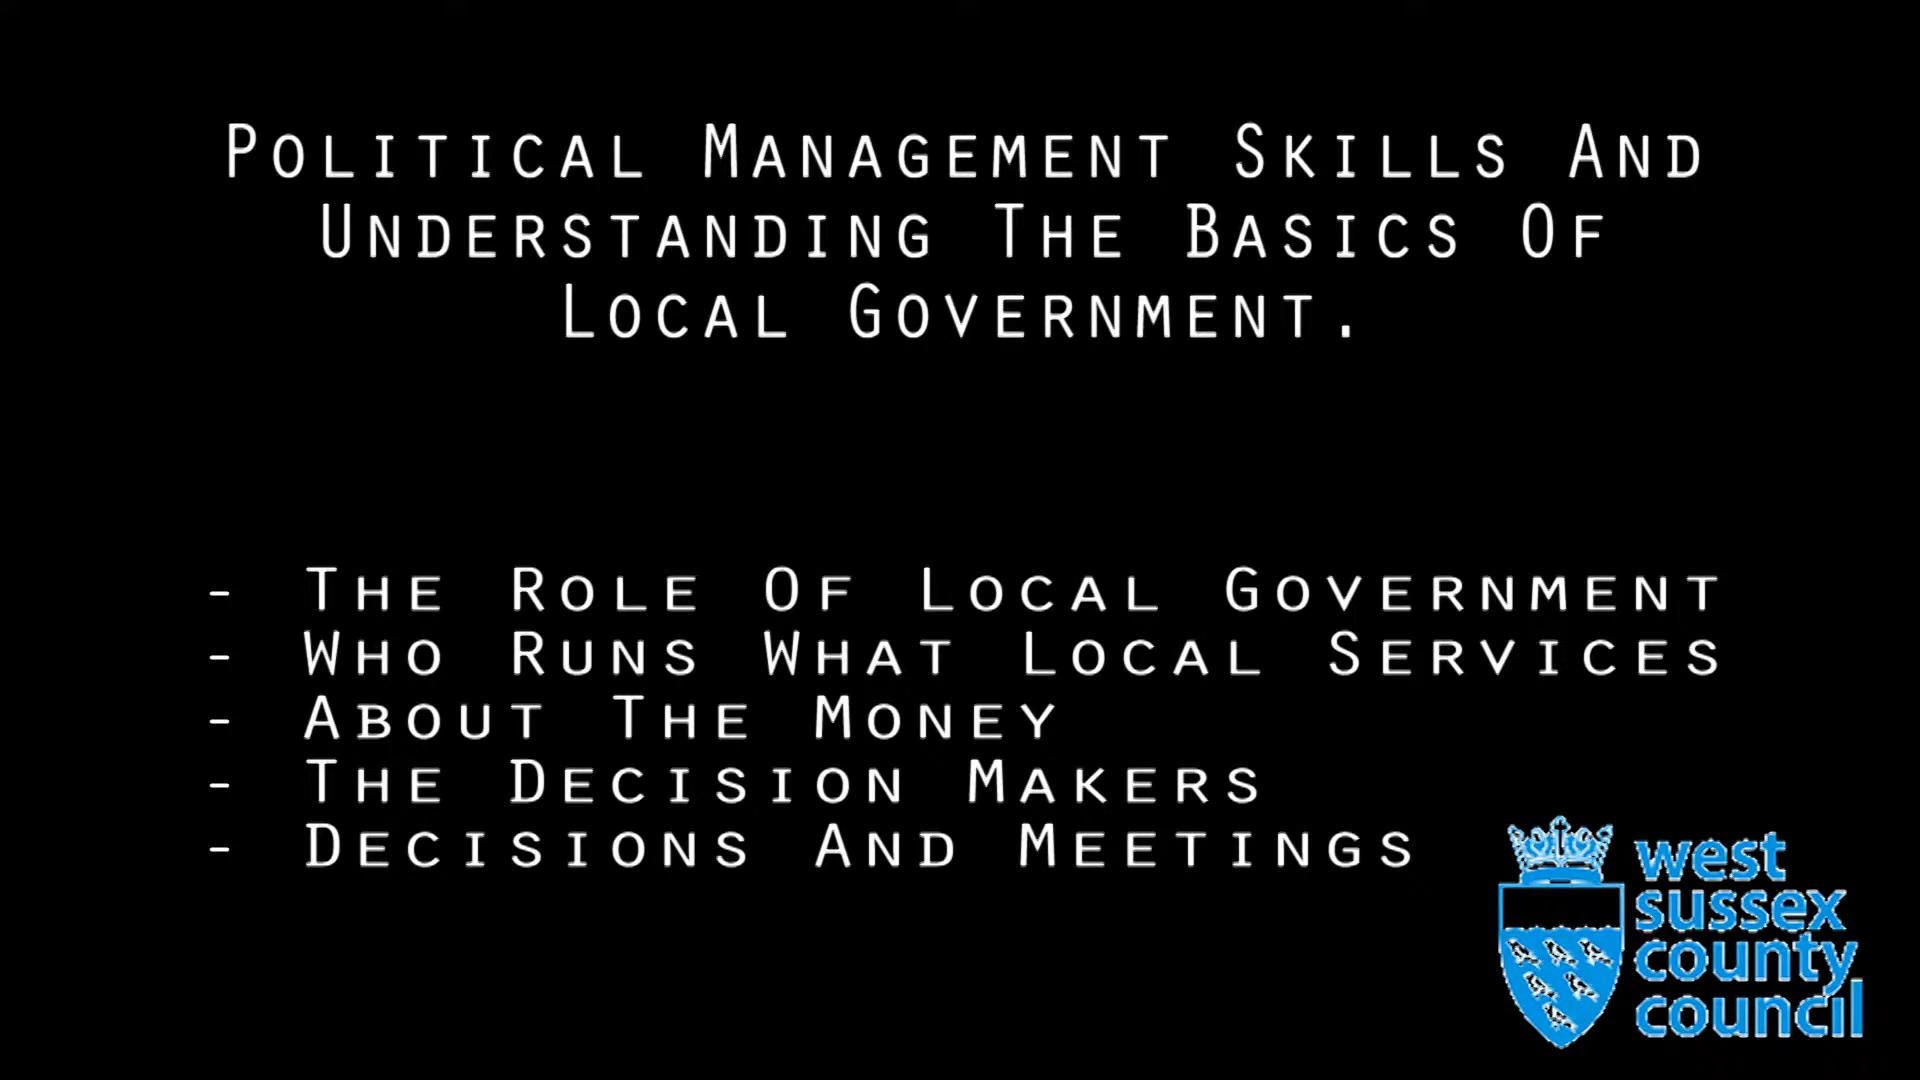 Political Management Skills And
Understanding The Basics Of
Local Government.
- The Role Of Local Government
- Who Runs What Local Services
- About The Money
- The Decision Makers
- Decisions And Meetings
west
sussex
county
council